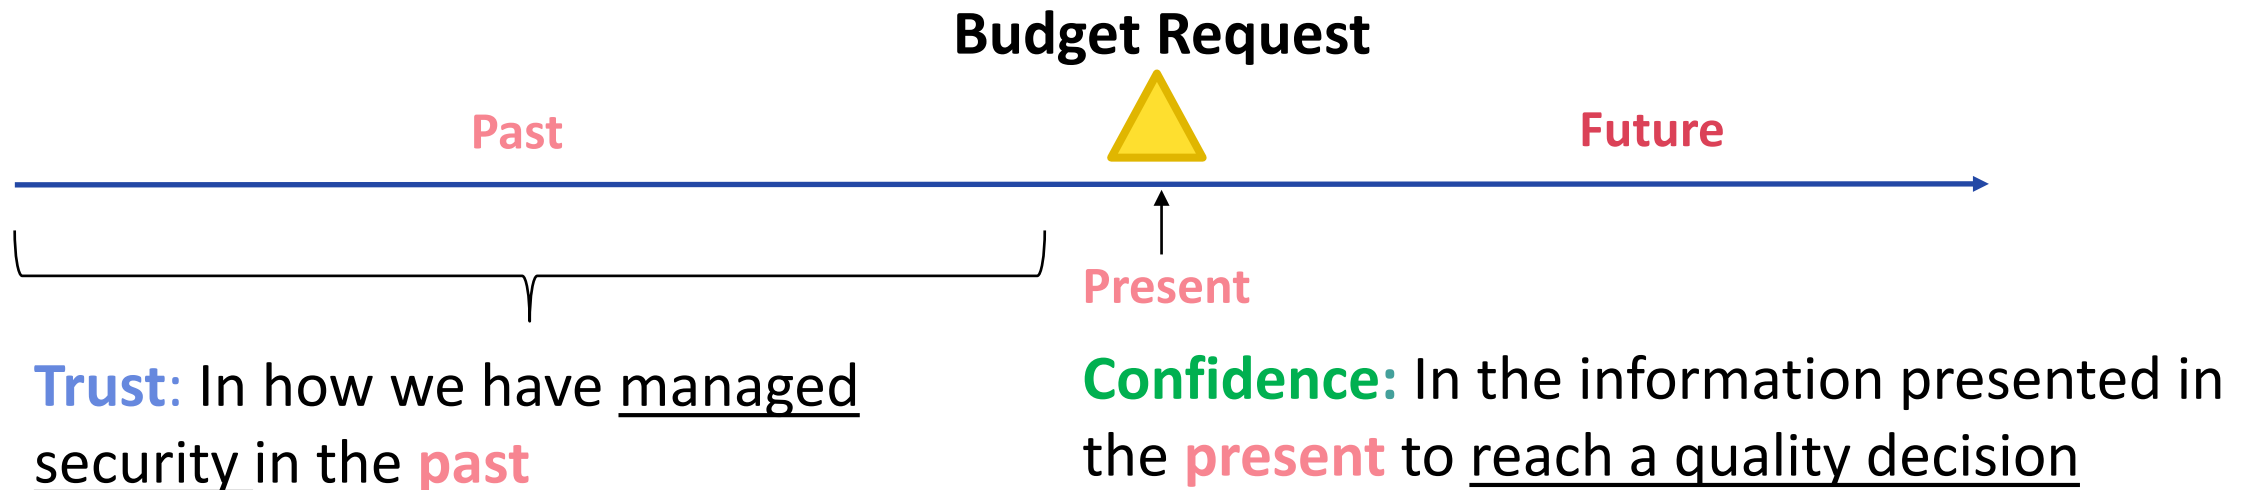 Budget Request
Past
Future
Present
Trust: In how we have managed
security in the past
Confidence: In the information presented in
the present to reach a quality decision